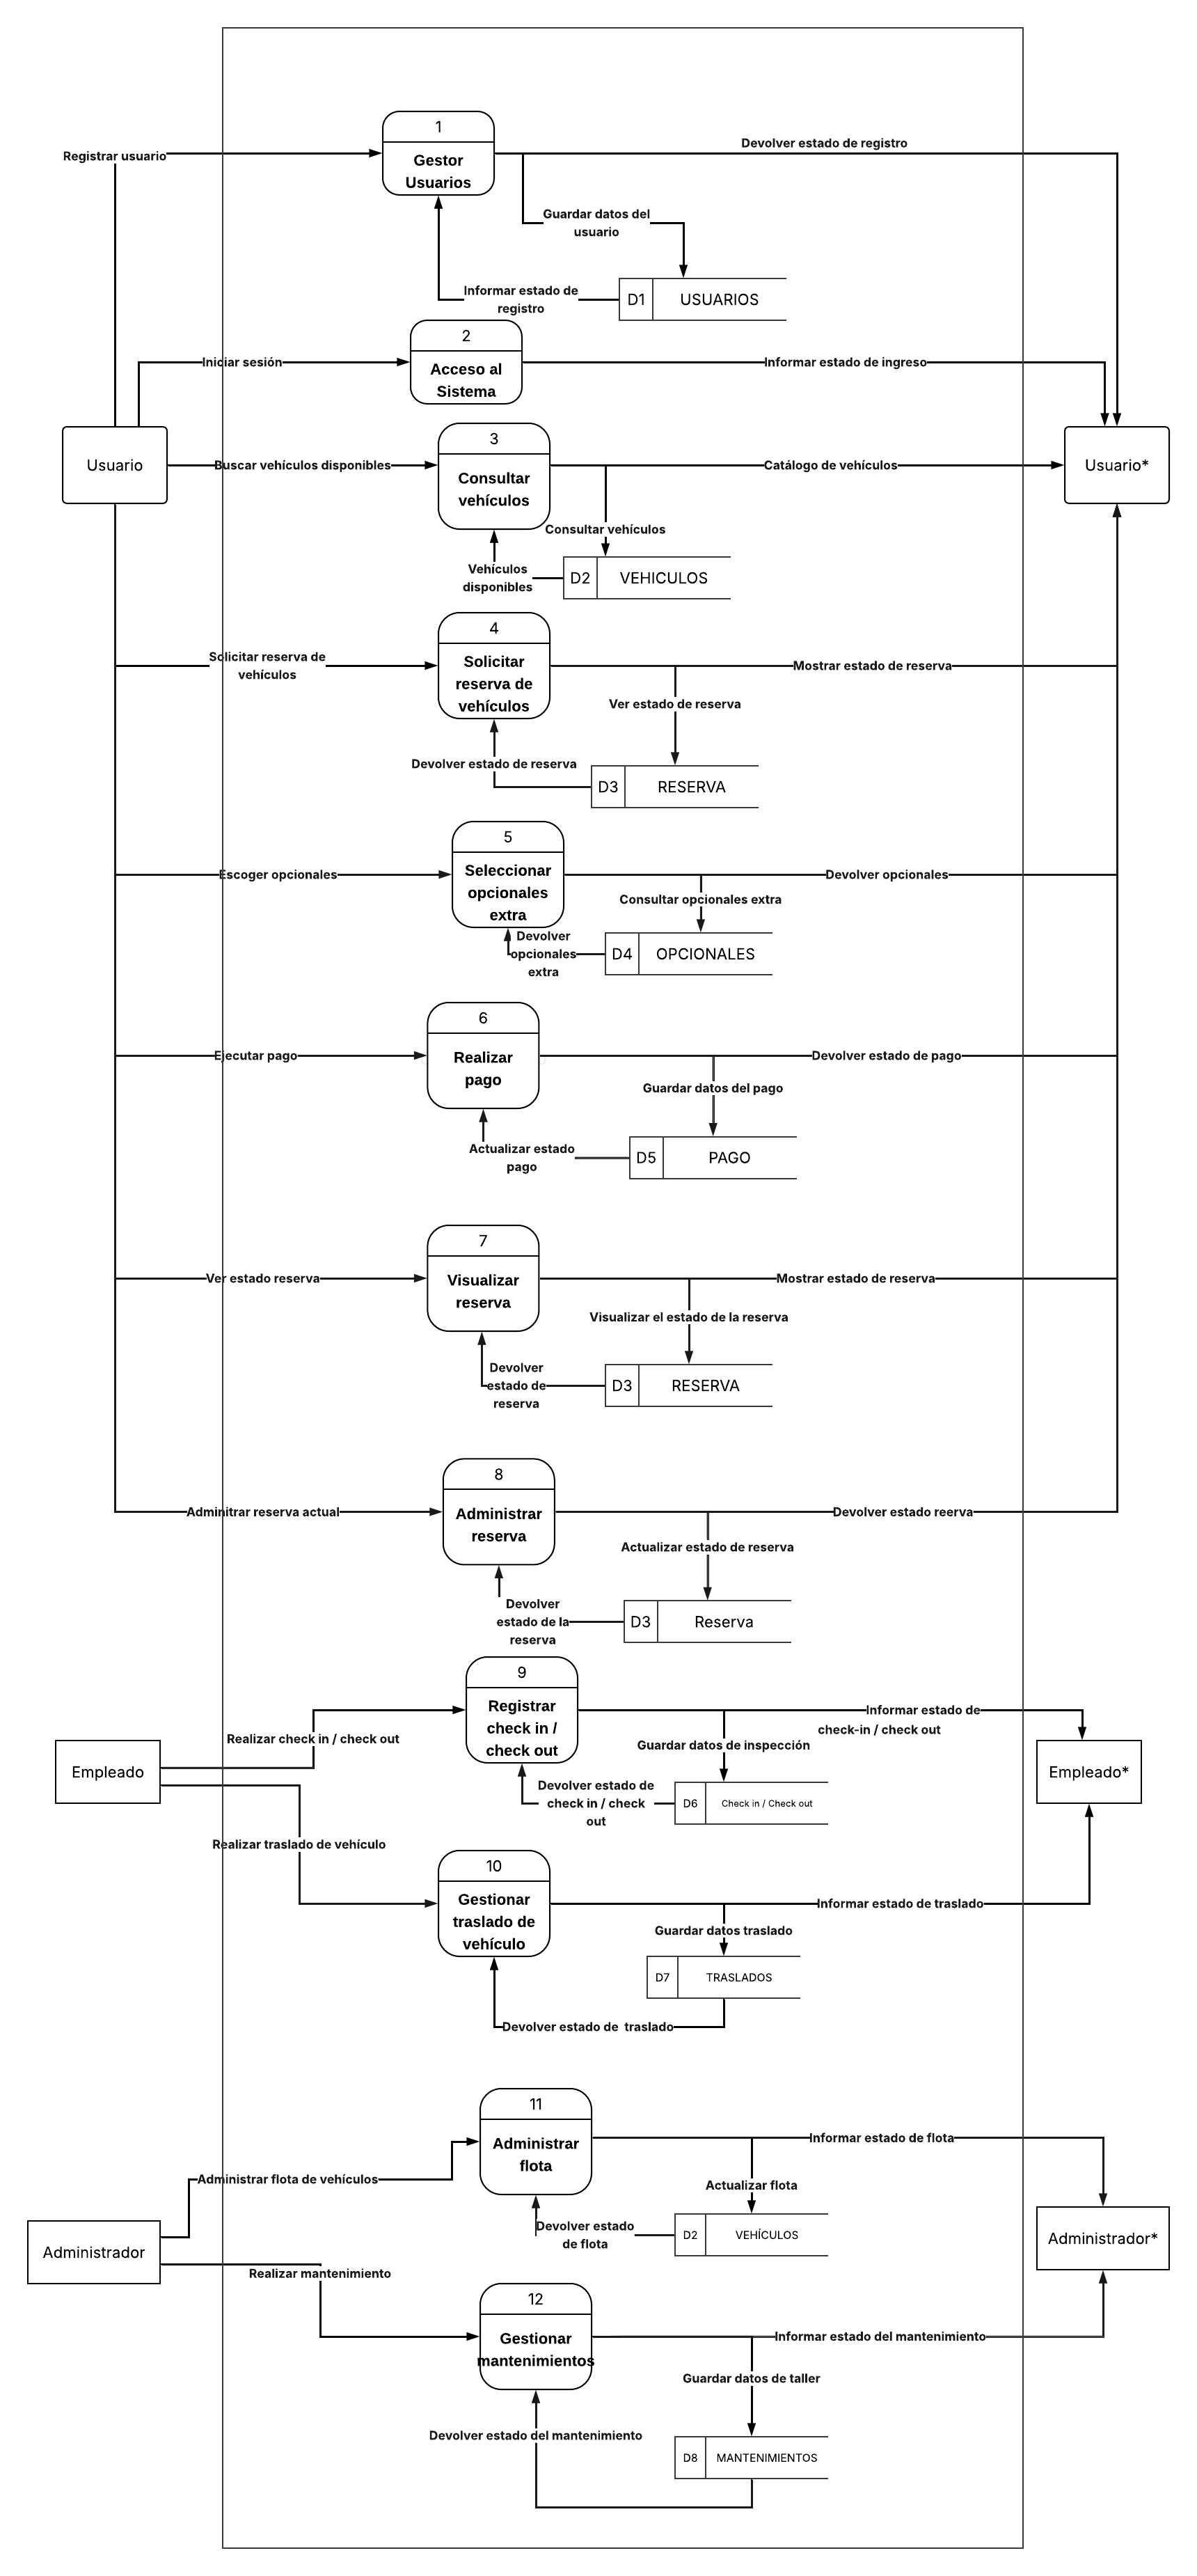 1
Devolver estado de registro
Registrar usuario
Gestor
Usuarios
Guardar datos del
usuario
Informar estado de
registro
D1
USUARIOS
2
Iniciar sesión
Acceso al
Sistema
Informar estado de ingreso
3
Usuario
Buscar vehículos disponibles
Consultar
vehículos
Catálogo de vehículos
Usuario*
Consultar vehículos
Vehículos
disponibles
D2
VEHICULOS
4
Solicitar reserva de
vehículos
Solicitar
reserva de
vehículos
Mostrar estado de reserva
Ver estado de reserva
Devolver estado de reserva
D3
RESERVA
5
Escoger opcionales
Seleccionar
opcionales
extra
Devolver opcionales
Consultar opcionales extra
Devolver
opcionales
extra
D4
OPCIONALES
6
Ejecutar pago
Realizar
pago
Devolver estado de pago
Guardar datos del pago
Actualizar estado
pago
D5
PAGO
7
Ver estado reserva
Visualizar
reserva
Mostrar estado de reserva
Visualizar el estado de la reserva
Devolver
estado de
reserva
D3
RESERVA
8
Adminitrar reserva actual
Administrar
reserva
Devolver estado reerva
Actualizar estado de reserva
Devolver
estado de la
reserva
D3
Reserva
9
Registrar
check in /
check out
Informar estado de
check-in / check out
Realizar check in / check out
Guardar datos de inspección
Empleado
Empleado*
Devolver estado de
check in / check
out
D6
Check in / Check out
Realizar traslado de vehículo
10
Gestionar
traslado de
vehículo
Informar estado de traslado
Guardar datos traslado
D7
TRASLADOS
Devolver estado de  traslado
11
Administrar
flota
Informar estado de flota
Administrar flota de vehículos
Actualizar flota
Devolver estado
de flota
D2
VEHÍCULOS
Administrador
Administrador*
Realizar mantenimiento
12
Gestionar
mantenimientos
Informar estado del mantenimiento
Guardar datos de taller
Devolver estado del mantenimiento
D8
MANTENIMIENTOS